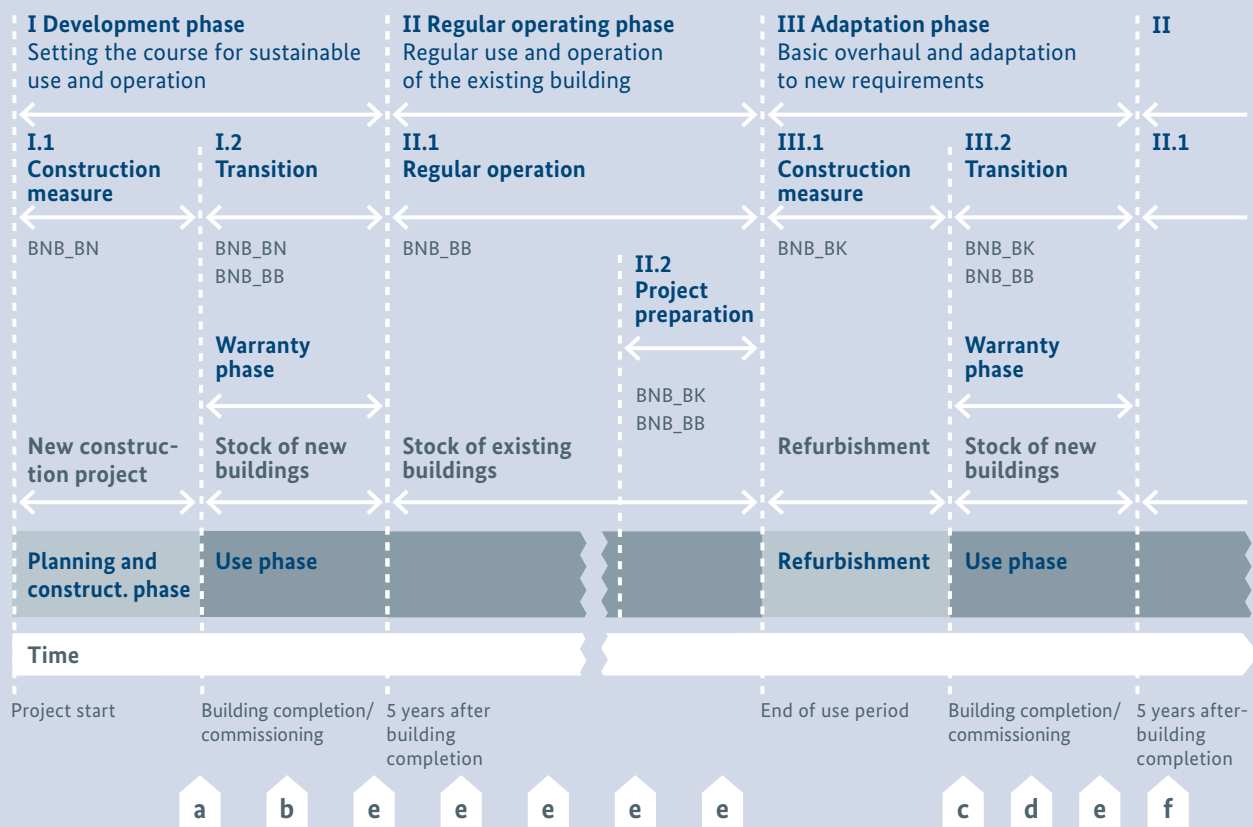 I Development phase
Setting the course for sustainable
use and operation
II Regular operating phase
Regular use and operation
of the existing building
III Adaptation phase
Basic overhaul and adaptation
to new requirements
II
I.1
Construction
measure
I.2
Transition
II.1
Regular operation
III.1
Construction
measure
III.2
Transition
II.1
BNB_BN
BNB_BN
BNB_BB
BNB_BB
II.2
Project
preparation
BNB_BK
BNB_BB
BNB_BK
BNB_BK
BNB_BB
Warranty
phase
Warranty
phase
New construc-
tion project
Stock of new
buildings
Stock of existing
buildings
Refurbishment
Stock of new
buildings
Planning and
construct. phase
Use phase
Refurbishment
Use phase
Time
Project start
Building completion/
commissioning
5 years after
building
completion
End of use period
Building completion/
commissioning
5 years after-
building
completion
a
b
e
e
e
e
e
c
d
e
f